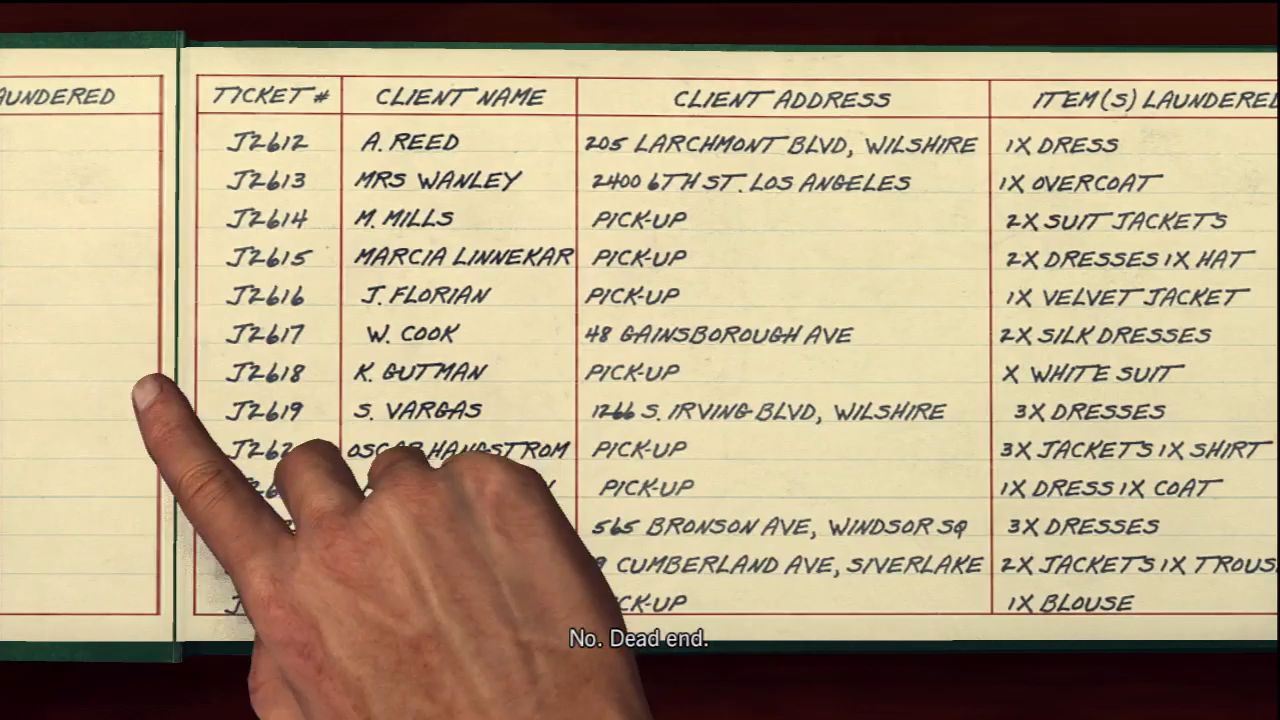 AUNDERED TICKET # CLIENT NAME CLIENT ADDRESS ITEM(S) LAUNDERED
J2612 A. REED 205 LARCHMONT BLVD, WILSHIRE 1X DRESS
J2613 MRS WANLEY 2400 6TH ST. LOS ANGELES 1X OVERCOAT
J2614 M. MILLS PICK-UP 2X SUIT JACKETS
J2615 MARCIA LINNEKAR PICK-UP 2X DRESSES 1X HAT
J2616 J. FLORIAN PICK-UP 1X VELVET JACKET
J2617 W. COOK 48 GAINSBOROUGH AVE 2X SILK DRESSES
J2618 K. GUTMAN PICK-UP X WHITE SUIT
J2619 S. VARGAS 1266 S. IRVING BLVD, WILSHIRE 3X DRESSES
J262 OSCAR PICK-UP 3X JACKETS 1X SHIRT
PICK-UP 1X DRESS 1X COAT
565 BRONSON AVE, WINDSOR SQ 3X DRESSES
CUMBERLAND AVE, SIVERLAKE 2X JACKETS 1X TROUS
CK-UP 1X BLOUSE
No. Dead end.